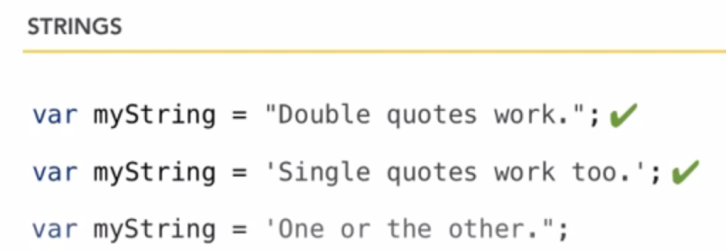 STRINGS
var myString = "Double quotes work."; ✔
var myString = 'Single quotes work too.'; ✔
var myString = 'One or the other.";